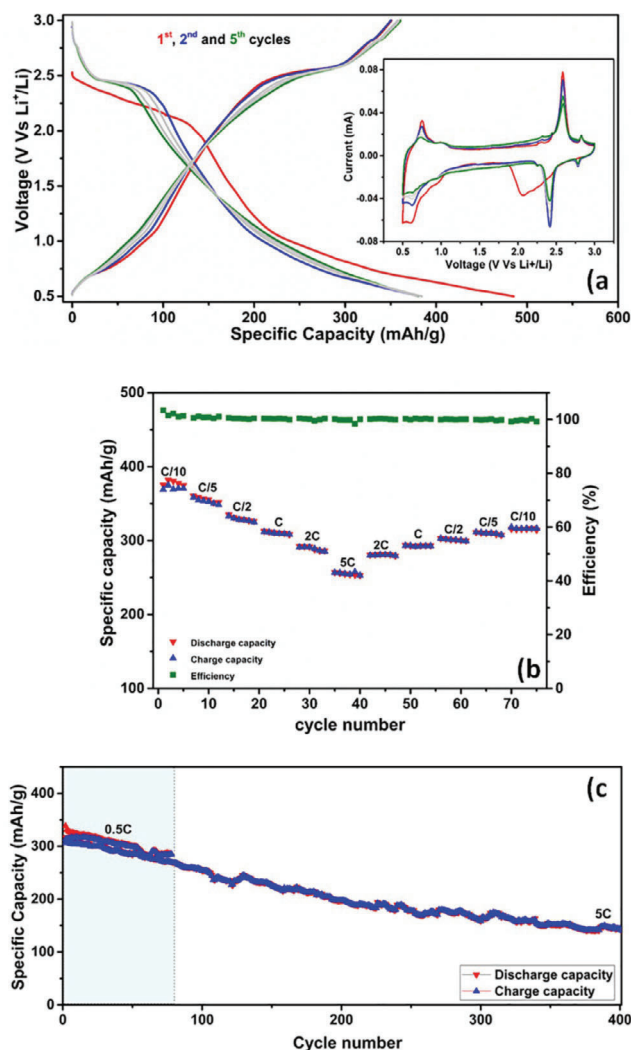 3.0
2.5
2.0
1.5
1.0
0.5
Voltage (V Vs Li⁺/Li)
1st, 2nd and 5th cycles
0 100 200 300 400 500 600
Specific Capacity (mAh/g)
0.08
0.04
0.00
-0.04
-0.08
Current (mA)
0.5 1.0 1.5 2.0 2.5 3.0
Voltage (V Vs Li+/Li)
(a)
500
400
300
200
100
Specific capacity (mAh/g)
C/10
C/5
C/2
C
2C
5C
2C
C
C/2
C/5
C/10
Discharge capacity
Charge capacity
Efficiency
(b)
100
80
60
40
20
0
Efficiency (%)
0 10 20 30 40 50 60 70
cycle number
400
300
200
100
0
Specific Capacity (mAh/g)
0.5C
5C
(c
Discharge capacity
Charge capacity
0 100 200 300 400
Cycle number